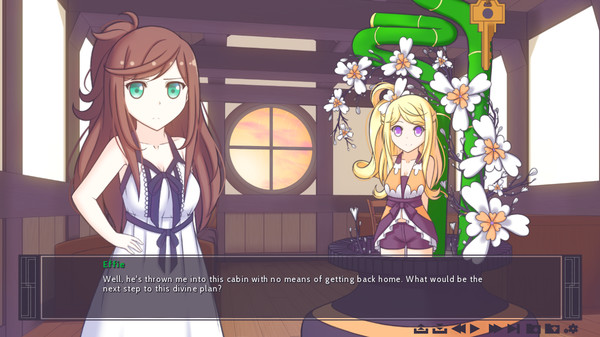 Effie
Well, he's thrown me into this cabin with no means of getting back home. What would be the
next step to this divine plan?